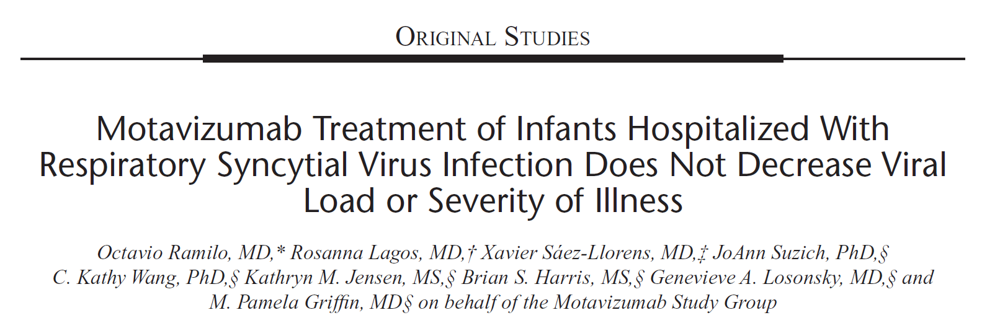 ORIGINAL STUDIES
Motavizumab Treatment of Infants Hospitalized With
Respiratory Syncytial Virus Infection Does Not Decrease Viral
Load or Severity of Illness
Octavio Ramilo, MD,* Rosanna Lagos, MD,† Xavier Sáez-Llorens, MD,‡ JoAnn Suzich, PhD,§
C. Kathy Wang, PhD,§ Kathryn M. Jensen, MS,§ Brian S. Harris, MS,§ Genevieve A. Losonsky, MD,§ and
M. Pamela Griffin, MD§ on behalf of the Motavizumab Study Group